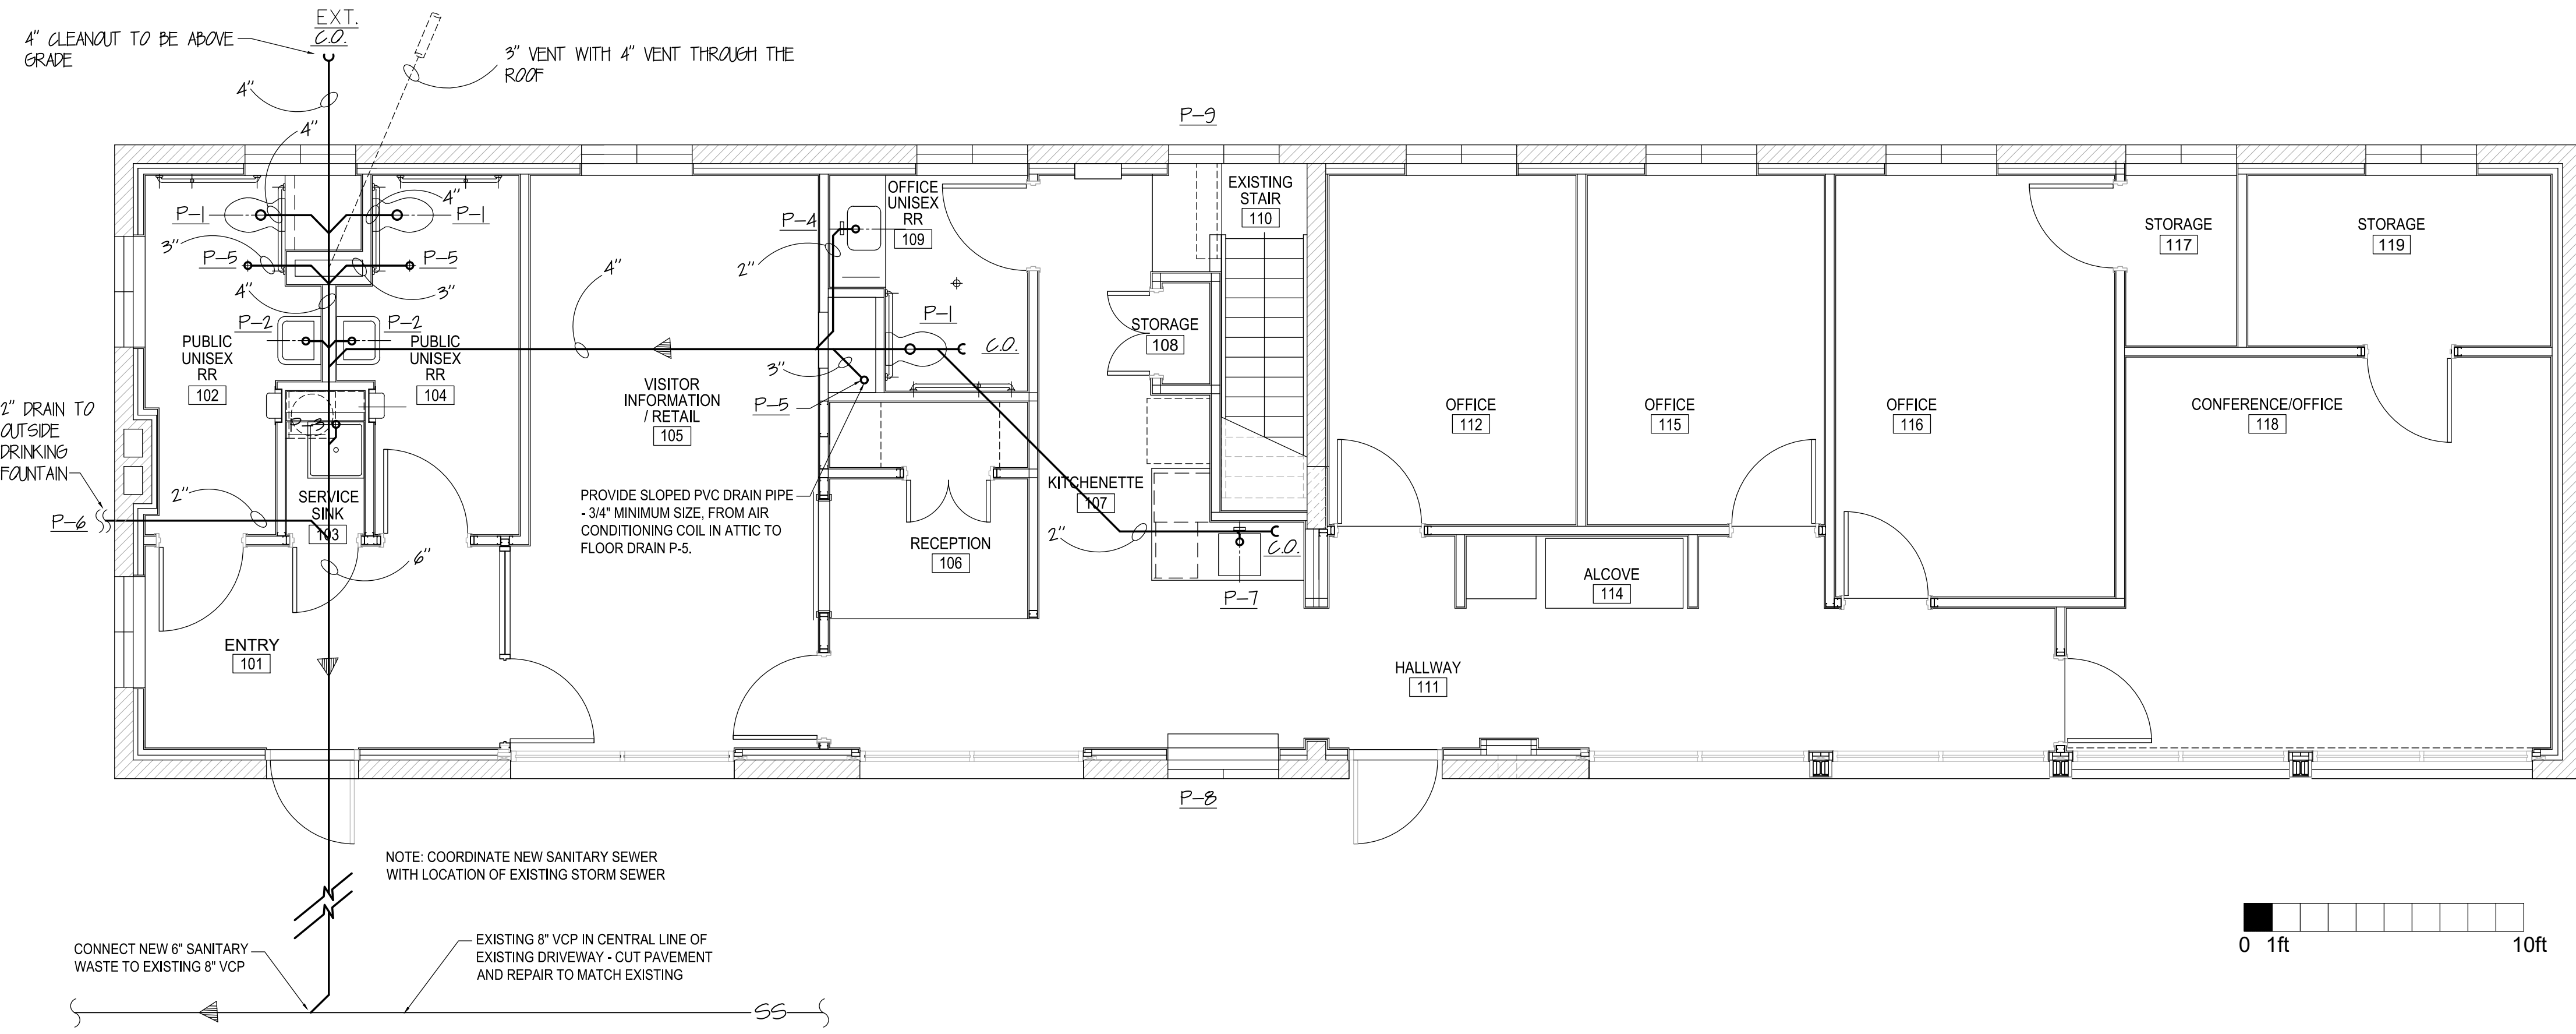 EXT.
C.O.
4" CLEANOUT TO BE ABOVE
GRADE
3" VENT WITH 4" VENT THROUGH THE
ROOF
4"
4"
P-9
P-1
4"
P-1
3"
P-5
P-5
3"
4"
P-2
P-2
PUBLIC
UNISEX
RR
102
PUBLIC
UNISEX
RR
104
P-3
SERVICE
SINK
103
2" DRAIN TO
OUTSIDE
DRINKING
FOUNTAIN
P-6
2"
6"
ENTRY
101
4"
VISITOR
INFORMATION
/ RETAIL
105
PROVIDE SLOPED PVC DRAIN PIPE
- 3/4" MINIMUM SIZE, FROM AIR
CONDITIONING COIL IN ATTIC TO
FLOOR DRAIN P-5.
OFFICE
UNISEX
RR
109
P-4
2"
P-1
C.O.
3"
P-5
RECEPTION
106
EXISTING
STAIR
110
STORAGE
108
KITCHENETTE
107
2"
C.O.
P-7
OFFICE
112
OFFICE
115
OFFICE
116
STORAGE
117
STORAGE
119
CONFERENCE/OFFICE
118
ALCOVE
114
HALLWAY
111
P-8
NOTE: COORDINATE NEW SANITARY SEWER
WITH LOCATION OF EXISTING STORM SEWER
CONNECT NEW 6" SANITARY
WASTE TO EXISTING 8" VCP
EXISTING 8" VCP IN CENTRAL LINE OF
EXISTING DRIVEWAY - CUT PAVEMENT
AND REPAIR TO MATCH EXISTING
SS
0 1ft 10ft